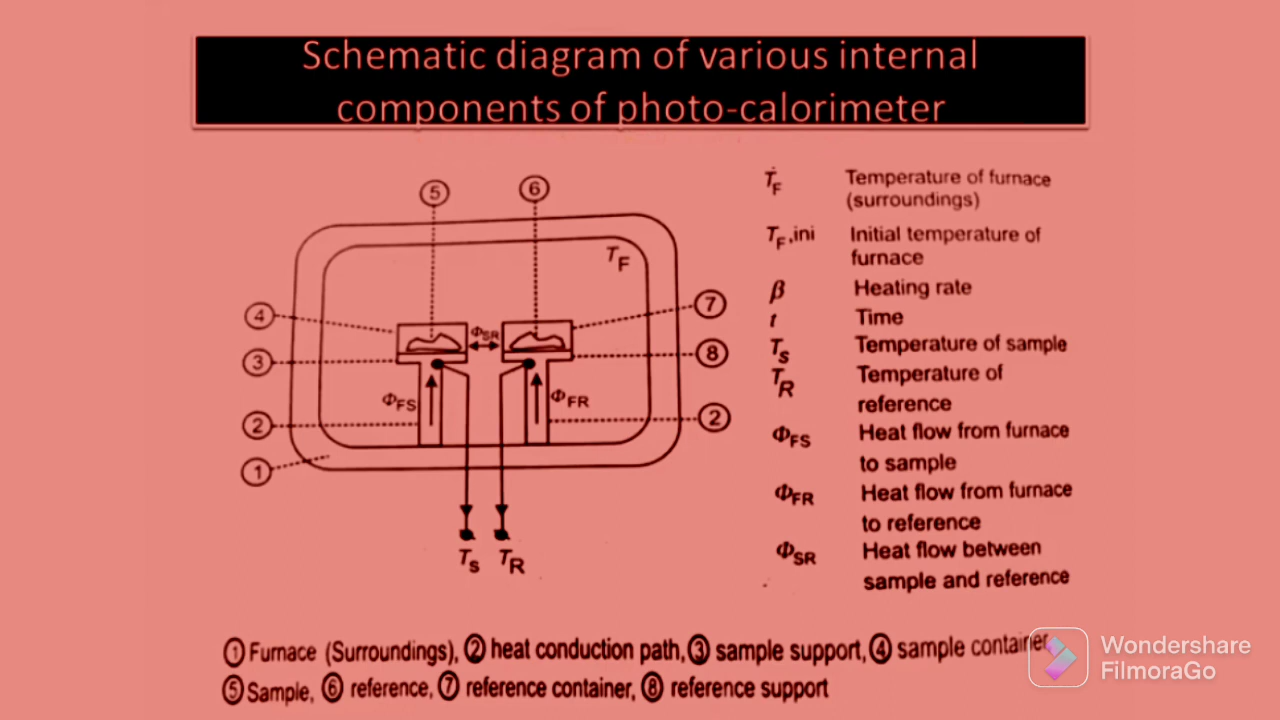 Schematic diagram of various internal
components of photo-calorimeter
⑤ ⑥
T_F
④ ⑦
Φ_SR
③ ⑧
Φ_FS Φ_FR
② ②
①
T_s T_R
Ṫ_F Temperature of furnace
(surroundings)
T_F,ini Initial temperature of
furnace
β Heating rate
t Time
T_s Temperature of sample
T_R Temperature of
reference
Φ_FS Heat flow from furnace
to sample
Φ_FR Heat flow from furnace
to reference
Φ_SR Heat flow between
sample and reference
① Furnace (Surroundings), ② heat conduction path, ③ sample support, ④ sample container
⑤ Sample, ⑥ reference, ⑦ reference container, ⑧ reference support
Wondershare
FilmoraGo